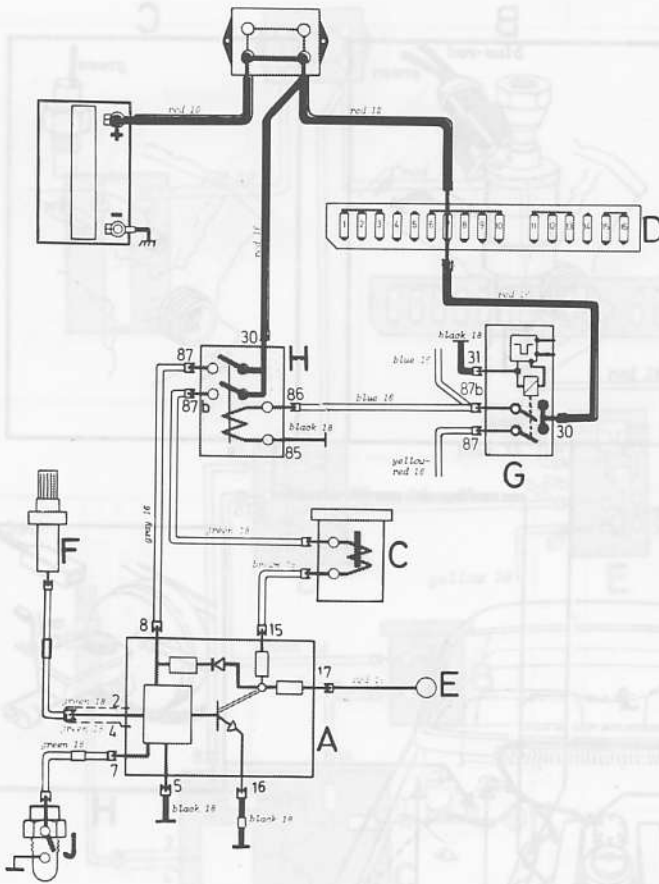 red 10
red 12
+
-
1 2 3 4 5 6 7 8 9 10 11 12 13 14 15 16
D
30
black 18
31
blue 16
87b
87
H
87b
86
blue 16
30
black 18
85
87
yellow-
red 16
G
gray 16
green 18
C
F
8
15
17
E
green 18
2
4
A
green 18
7
5
16
black 16
black 16
J